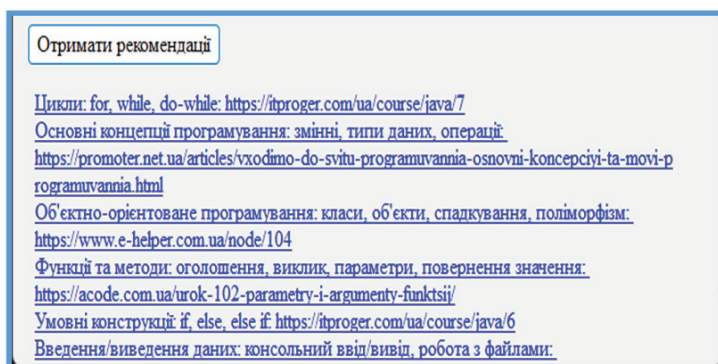 Отримати рекомендації
Цикли: for, while, do-while: https://itproger.com/ua/course/java/7
Основні концепції програмування: змінні, типи даних, операції:
https://promoter.net.ua/articles/vxodimo-do-svitu-programuvannia-osnovni-koncepciyi-ta-movi-p
rogramuvannia.html
Об'єктно-орієнтоване програмування: класи, об'єкти, спадкування, поліморфізм:
https://www.e-helper.com.ua/node/104
Функції та методи: оголошення, виклик, параметри, повернення значення:
https://acode.com.ua/urok-102-parametry-i-argumenty-funktsij/
Умовні конструкції: if, else, else if: https://itproger.com/ua/course/java/6
Введення/виведення даних: консольний ввід/вивід, робота з файлами: